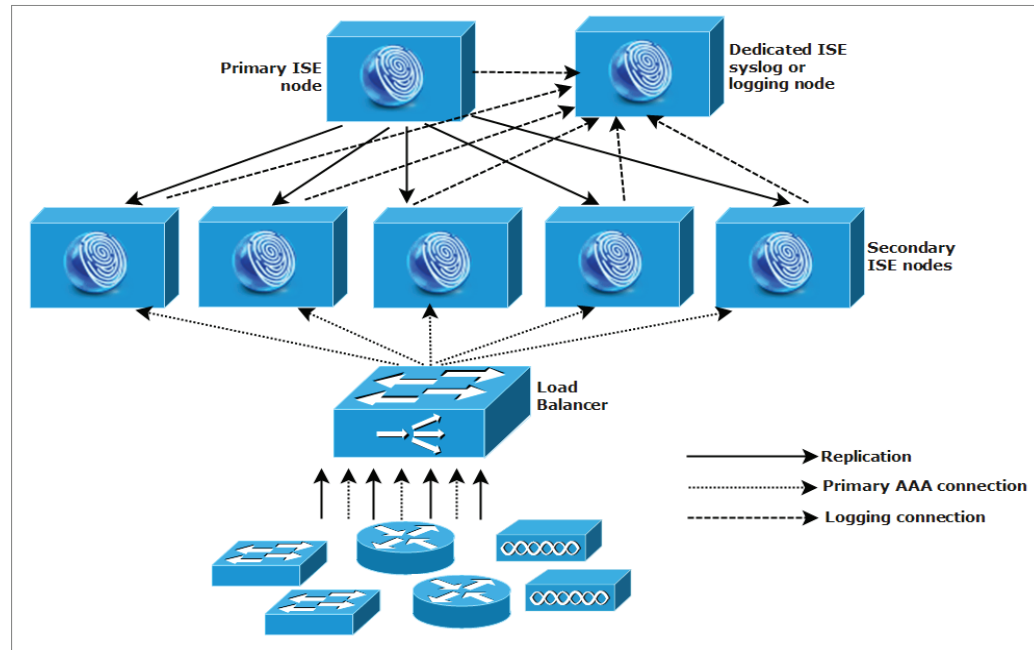 Primary ISE
node
Dedicated ISE
syslog or
logging node
Secondary
ISE nodes
Load
Balancer
Replication
Primary AAA connection
Logging connection